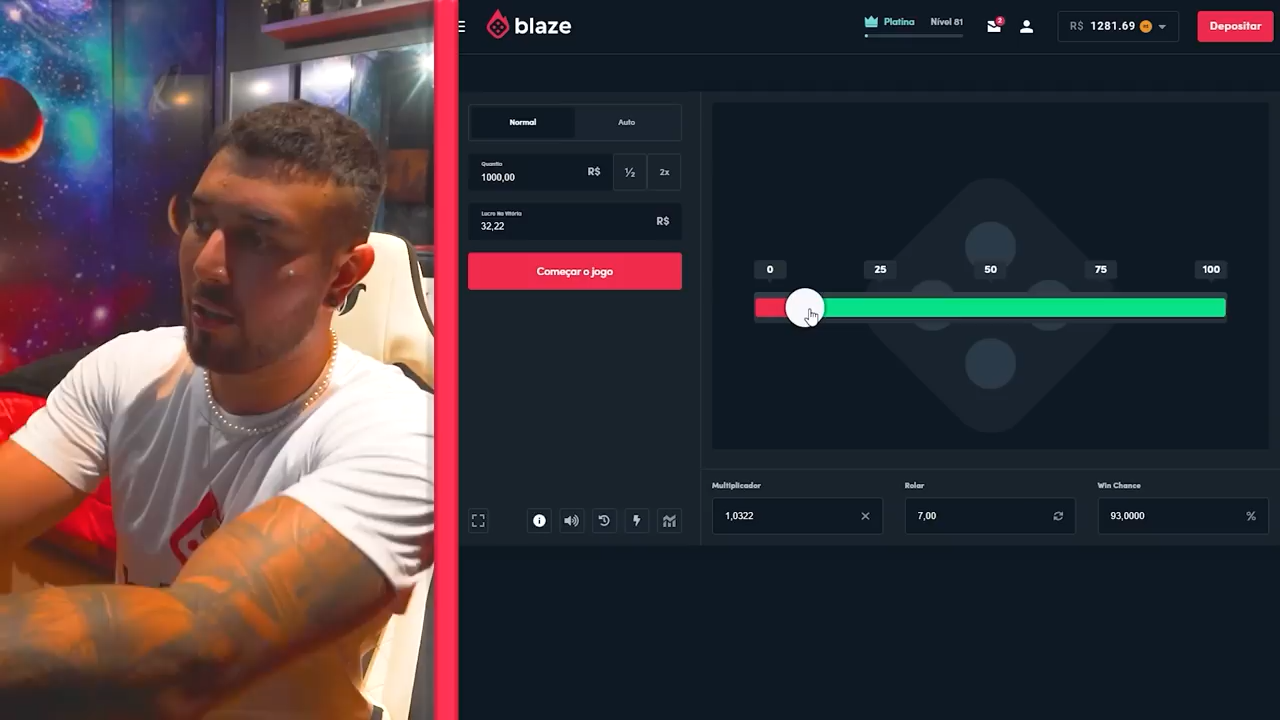 blaze
Platina
Nível 81
2
R$ 1281.69
Depositar
Normal
Auto
Quantia
1000,00
R$
½
2x
Lucro Na Vitória
32,22
R$
Começar o jogo
0
25
50
75
100
Multiplicador
1,0322
Rolar
7,00
Win Chance
93,0000
%